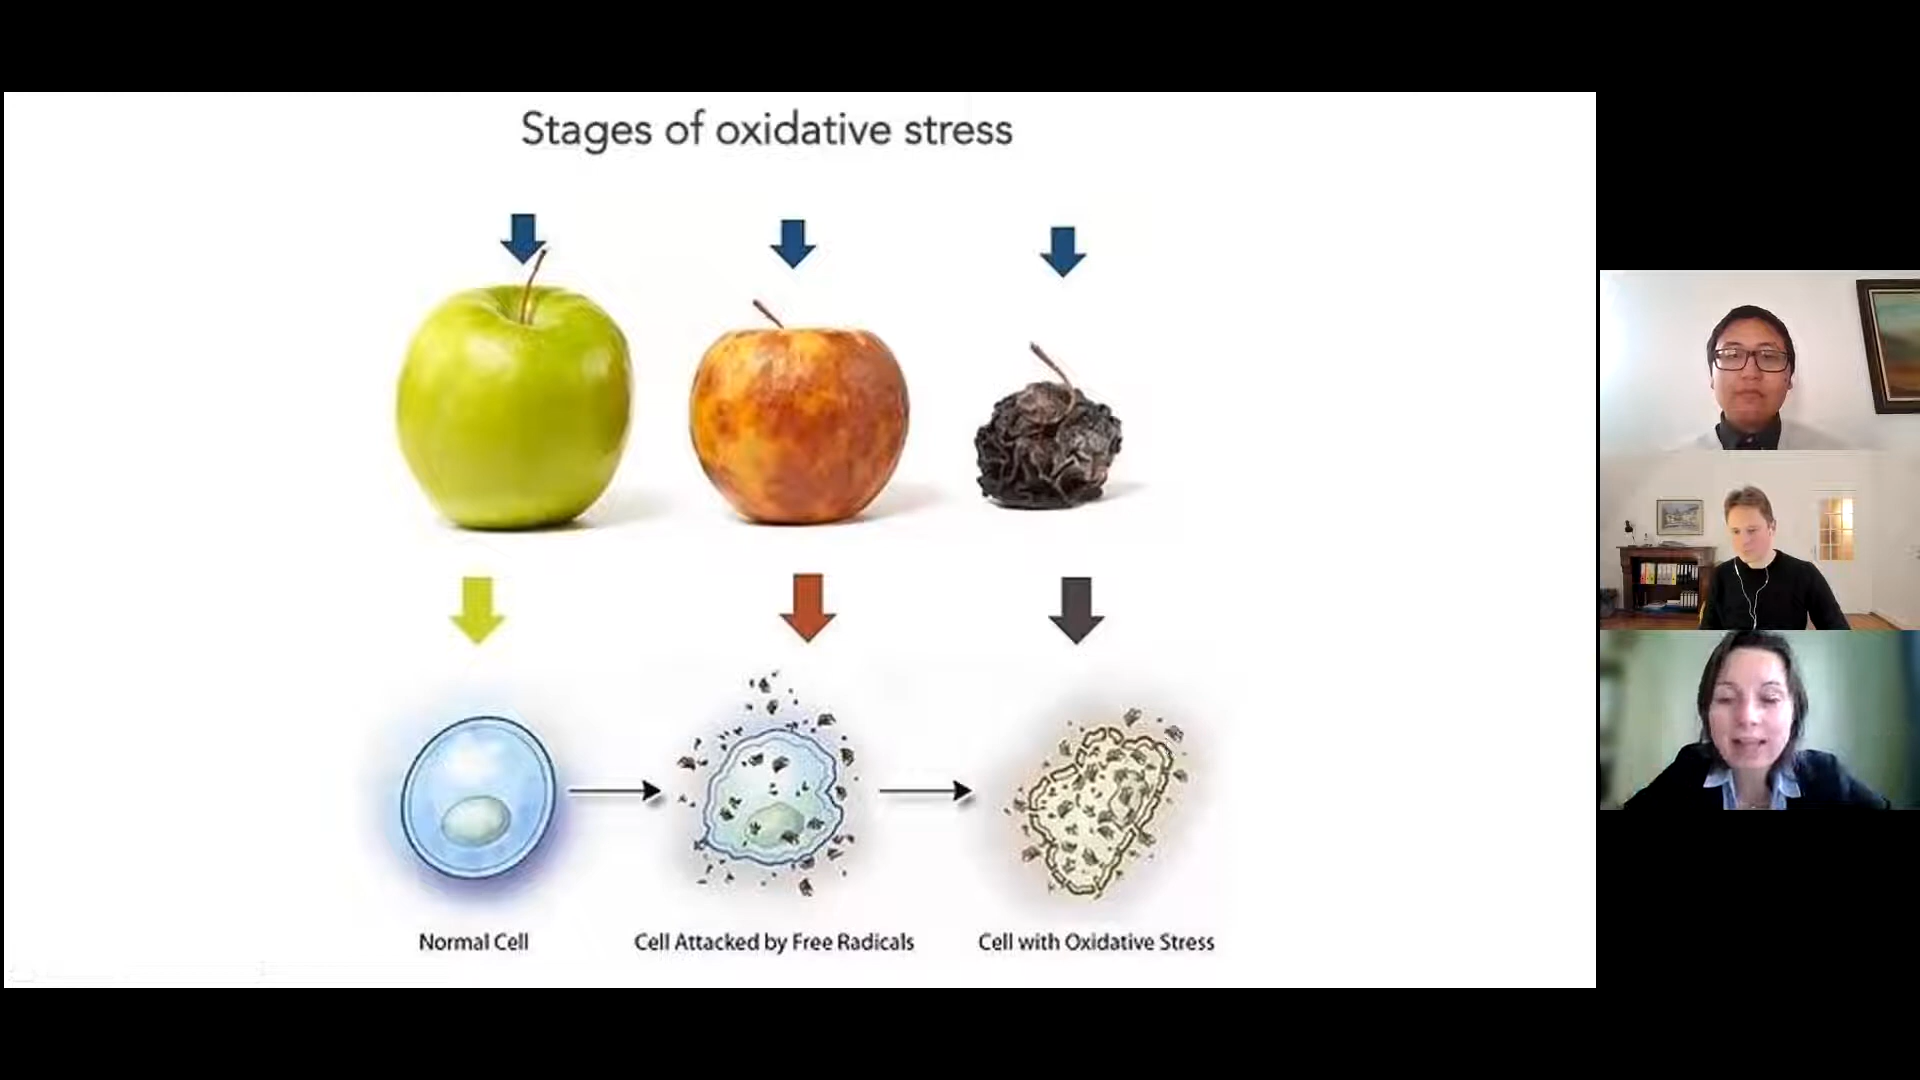 Stages of oxidative stress
Normal Cell
Cell Attacked by Free Radicals
Cell with Oxidative Stress